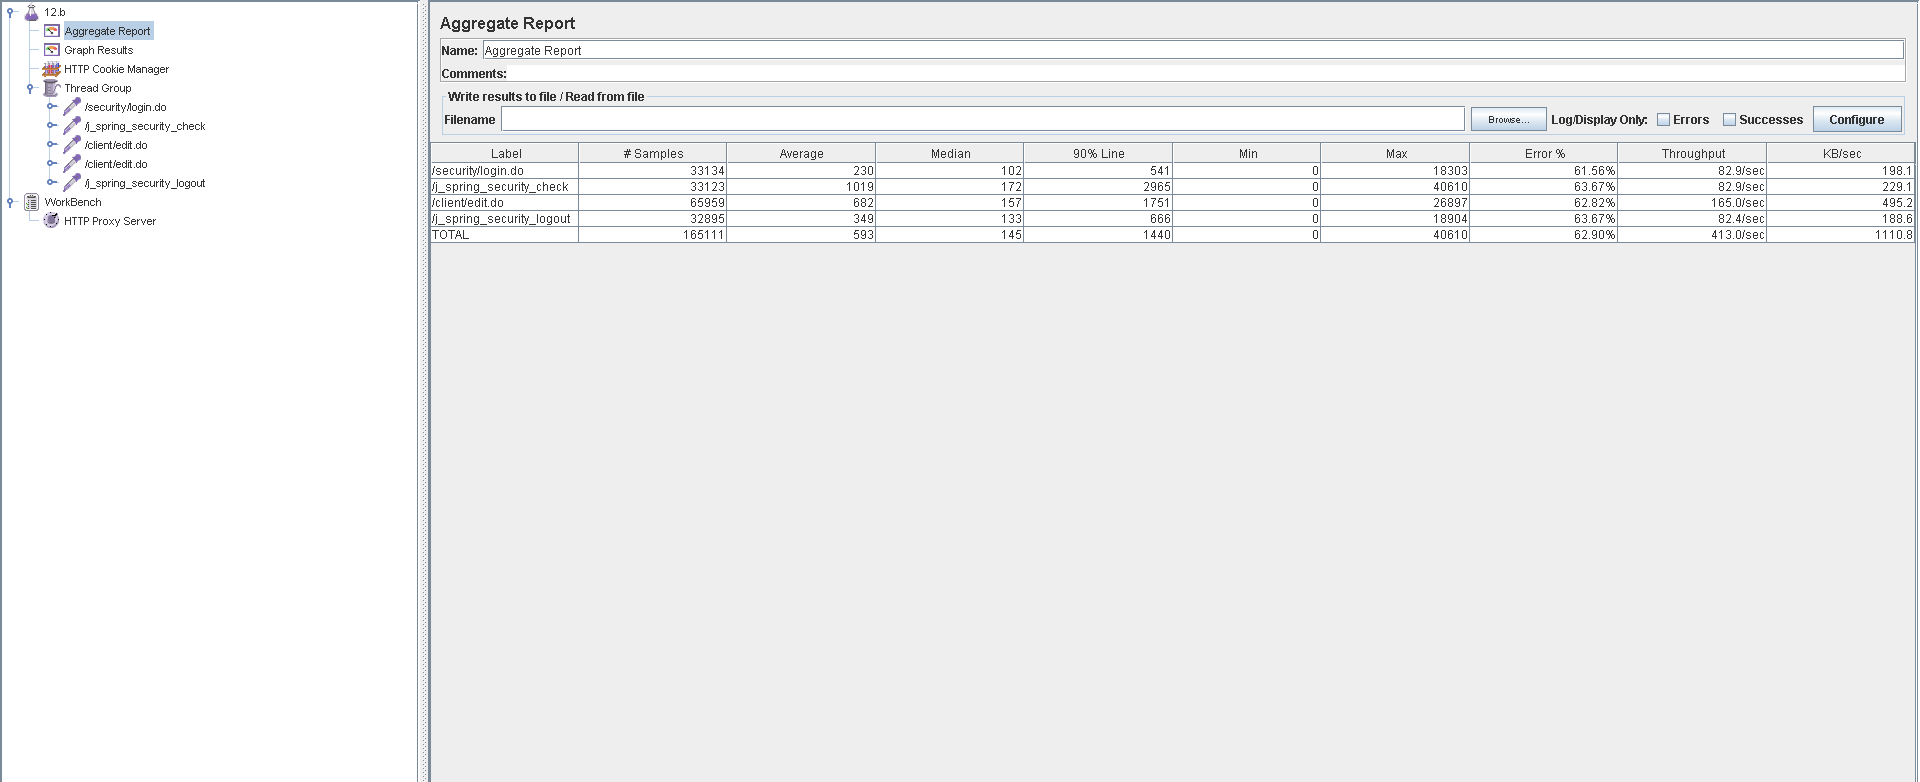 12.b
Aggregate Report
Graph Results
HTTP Cookie Manager
Thread Group
/security/login.do
/j_spring_security_check
/client/edit.do
/client/edit.do
/j_spring_security_logout
WorkBench
HTTP Proxy Server
Aggregate Report
Name: Aggregate Report
Comments:
Write results to file / Read from file
Filename Browse... Log/Display Only: Errors Successes Configure
Label # Samples Average Median 90% Line Min Max Error % Throughput KB/sec
/security/login.do 33134 230 102 541 0 18303 61.56% 82.9/sec 198.1
/j_spring_security_check 33123 1019 172 2965 0 40610 63.67% 82.9/sec 229.1
/client/edit.do 65959 682 157 1751 0 26897 62.82% 165.0/sec 495.2
/j_spring_security_logout 32895 349 133 666 0 18904 63.67% 82.4/sec 188.6
TOTAL 165111 593 145 1440 0 40610 62.90% 413.0/sec 1110.8